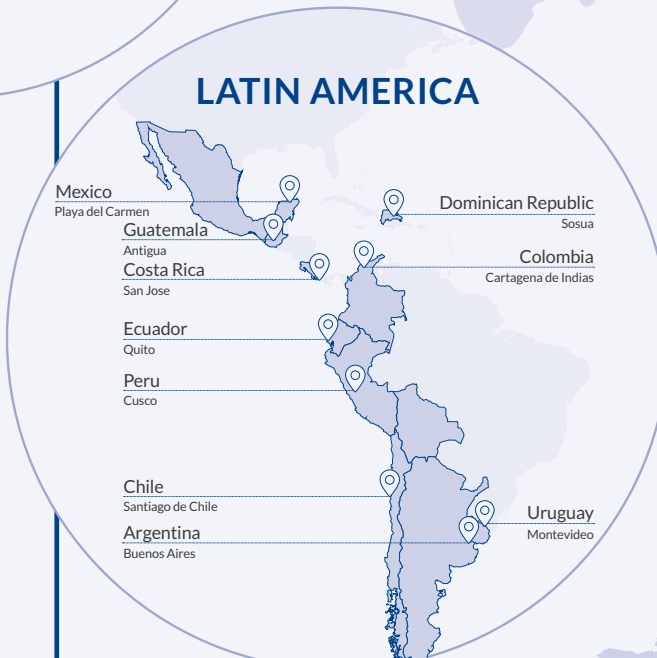 LATIN AMERICA
Mexico
Playa del Carmen
Guatemala
Antigua
Costa Rica
San Jose
Ecuador
Quito
Peru
Cusco
Chile
Santiago de Chile
Argentina
Buenos Aires
Dominican Republic
Sosua
Colombia
Cartagena de Indias
Uruguay
Montevideo